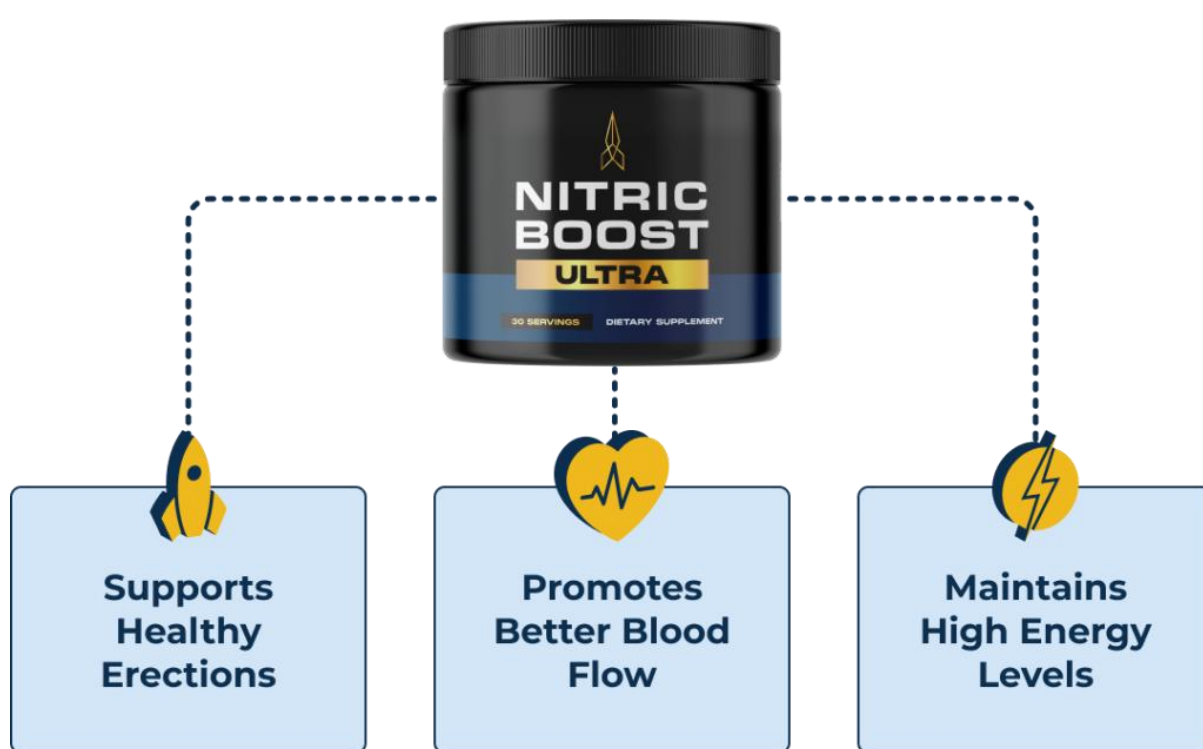 NITRIC
BOOST
ULTRA
30 SERVINGS DIETARY SUPPLEMENT
Supports
Healthy
Erections
Promotes
Better Blood
Flow
Maintains
High Energy
Levels